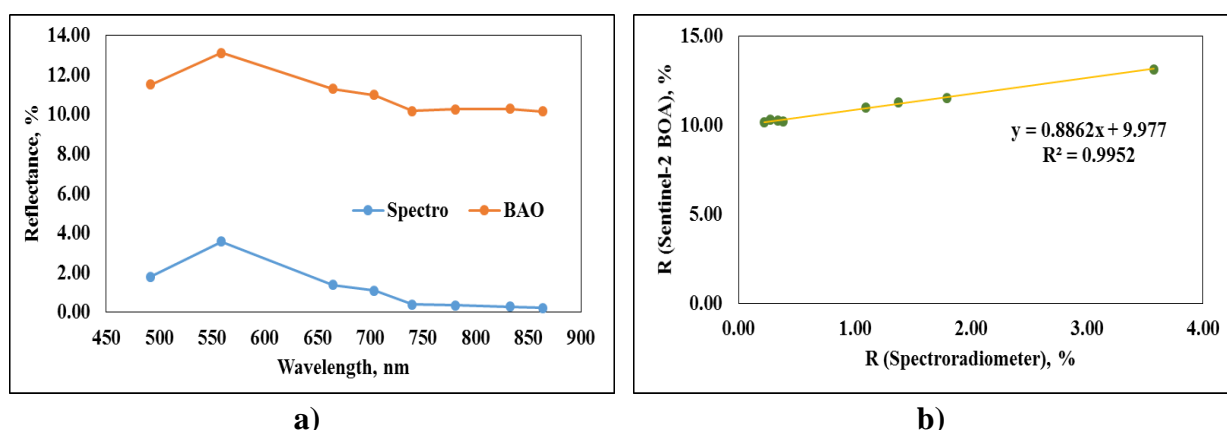 14.00
12.00
10.00
8.00
6.00
4.00
2.00
0.00
Reflectance, %
Spectro BAO
450 500 550 600 650 700 750 800 850 900
Wavelength, nm
a)
15.00
10.00
5.00
0.00
R (Sentinel-2 BOA), %
y = 0.8862x + 9.977
R² = 0.9952
0.00 1.00 2.00 3.00 4.00
R (Spectroradiometer), %
b)